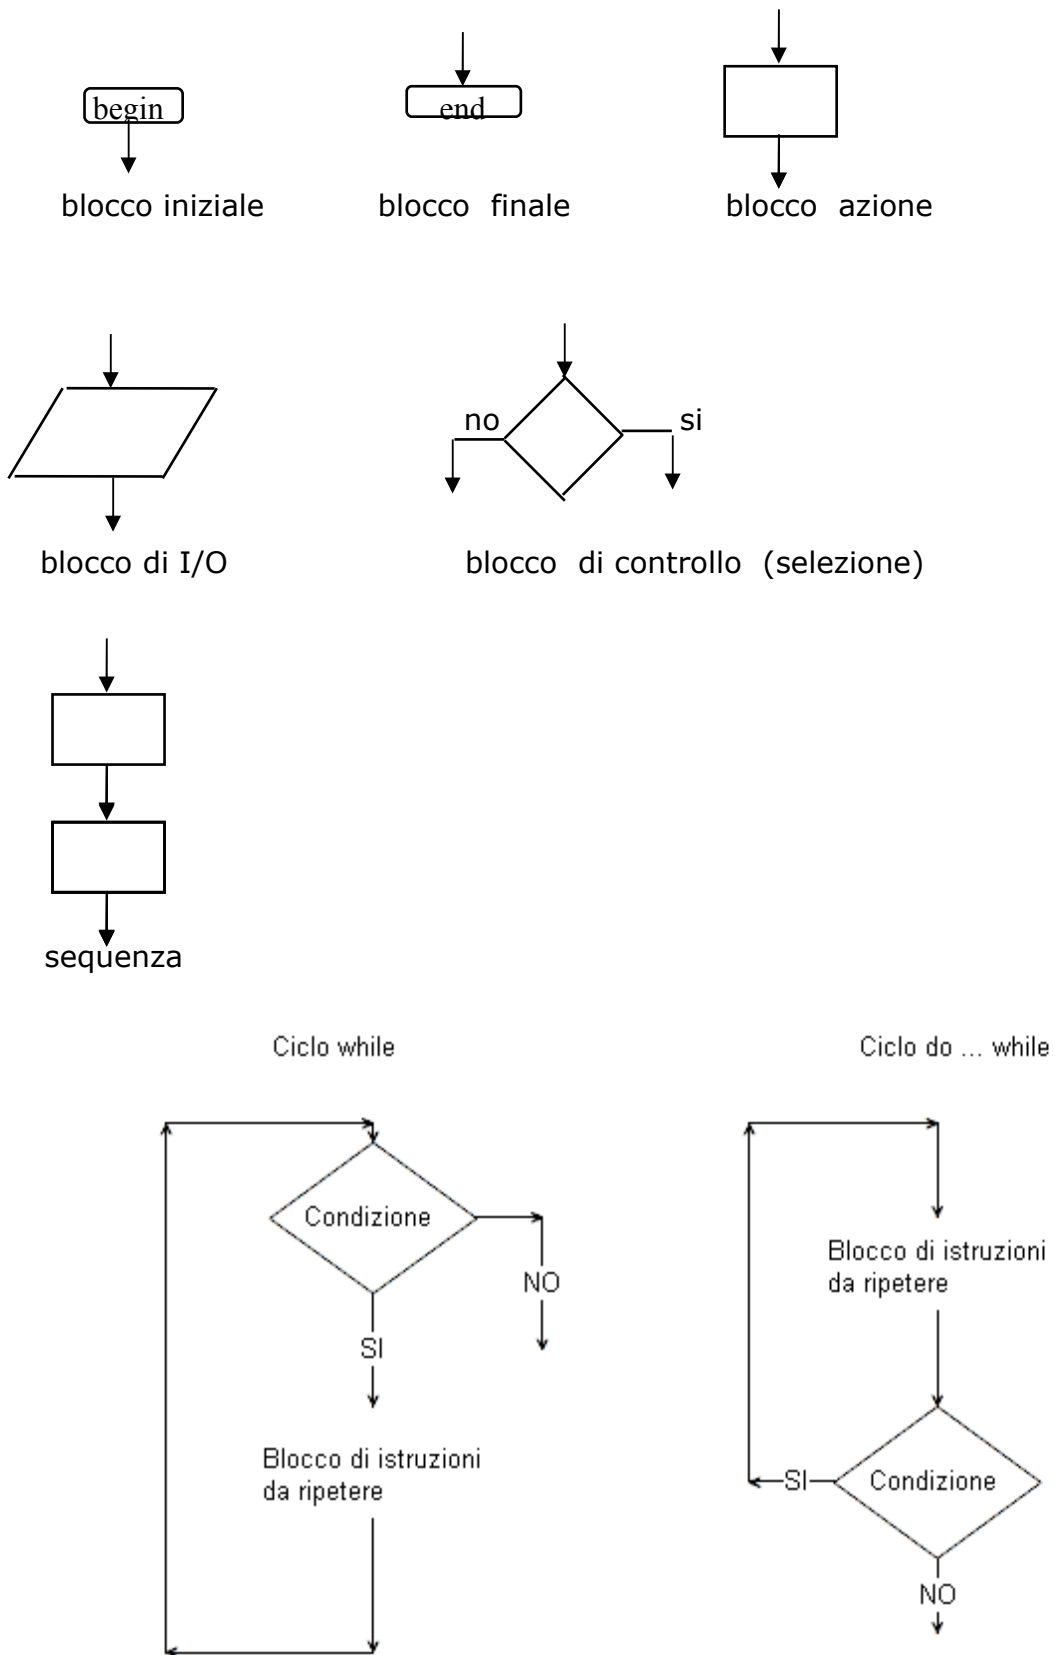 begin
end
blocco iniziale
blocco finale
blocco azione
no
si
blocco di I/O
blocco di controllo (selezione)
sequenza
Ciclo while
Condizione
NO
SI
Blocco di istruzioni
da ripetere
Ciclo do ... while
Blocco di istruzioni
da ripetere
SI
Condizione
NO